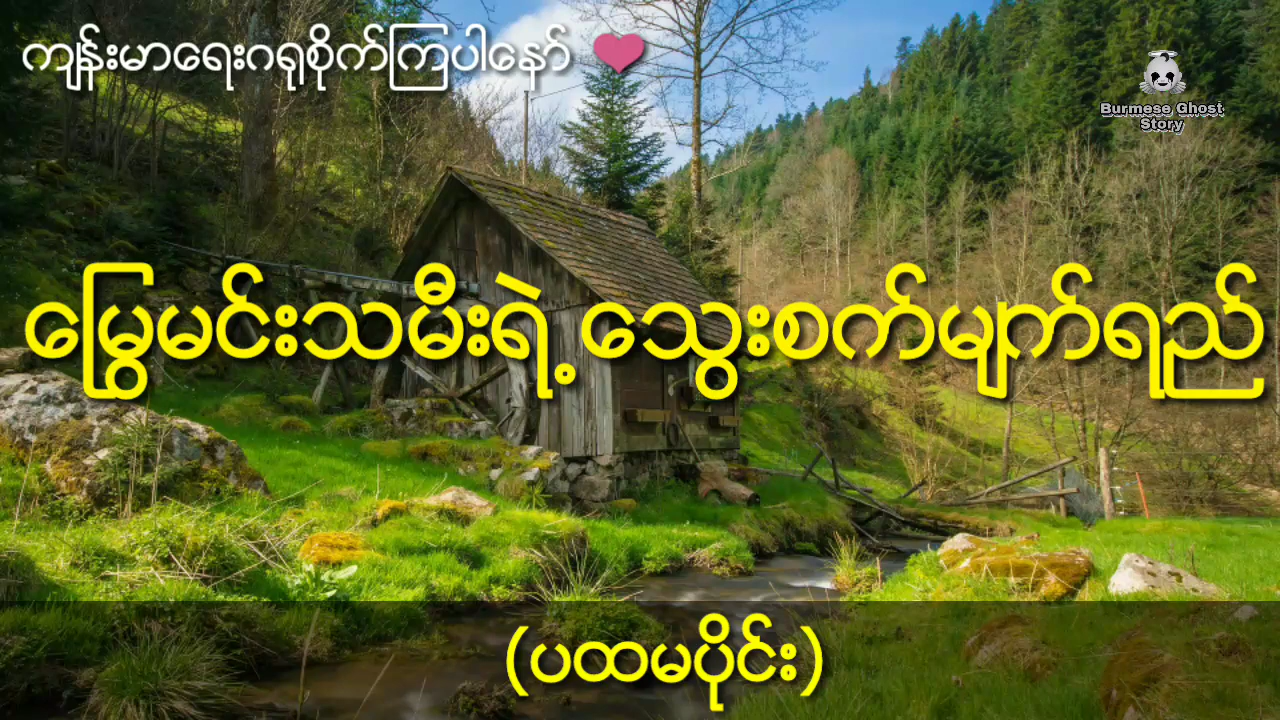 ကျန်းမာရေးဂရုစိုက်ကြပါနော်
Burmese Ghost
Story
မြွေမင်းသမီးရဲ့သွေးစက်မျက်ရည်
(ပထမပိုင်း)